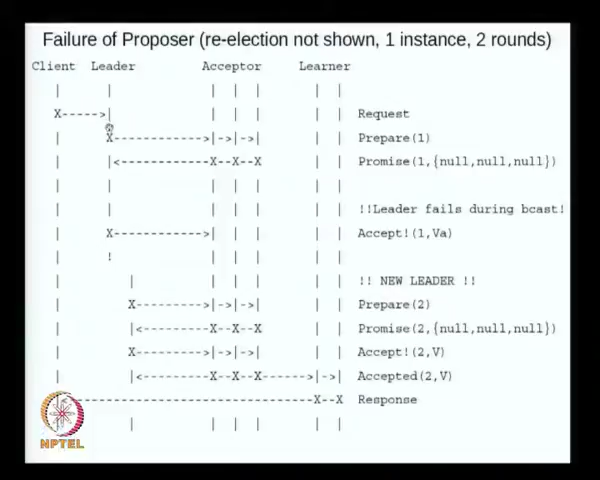 Failure of Proposer (re-election not shown, 1 instance, 2 rounds)
Client   Leader         Acceptor     Learner
   |         |          |  |  |       |  |
   X----->|          |  |  |       |  |   Request
   |         X--------->|->|->|       |  |   Prepare(1)
   |         |<---------X--X--X       |  |   Promise(1,{null,null,null})
   |         |          |  |  |       |  |
   |         |          |  |  |       |  |   !!Leader fails during bcast!
   |         X--------->|  |  |       |  |   Accept!(1,Va)
   |         !          |  |  |       |  |
   |            |       |  |  |       |  |   !! NEW LEADER !!
   |            X------>|->|->|       |  |   Prepare(2)
   |            |<------X--X--X       |  |   Promise(2,{null,null,null})
   |            X------>|->|->|       |  |   Accept!(2,V)
   |            |<------X--X--X------>|->|   Accepted(2,V)
   ----------------------------------X--X   Response
NPTEL      |       |  |  |       |  |